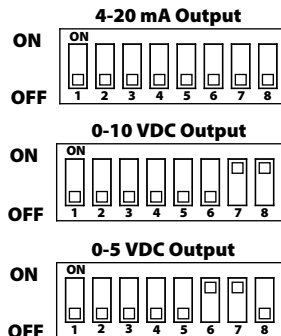 4-20 mA Output
ON
ON
OFF
1 2 3 4 5 6 7 8
0-10 VDC Output
ON
ON
OFF
1 2 3 4 5 6 7 8
0-5 VDC Output
ON
ON
OFF
1 2 3 4 5 6 7 8